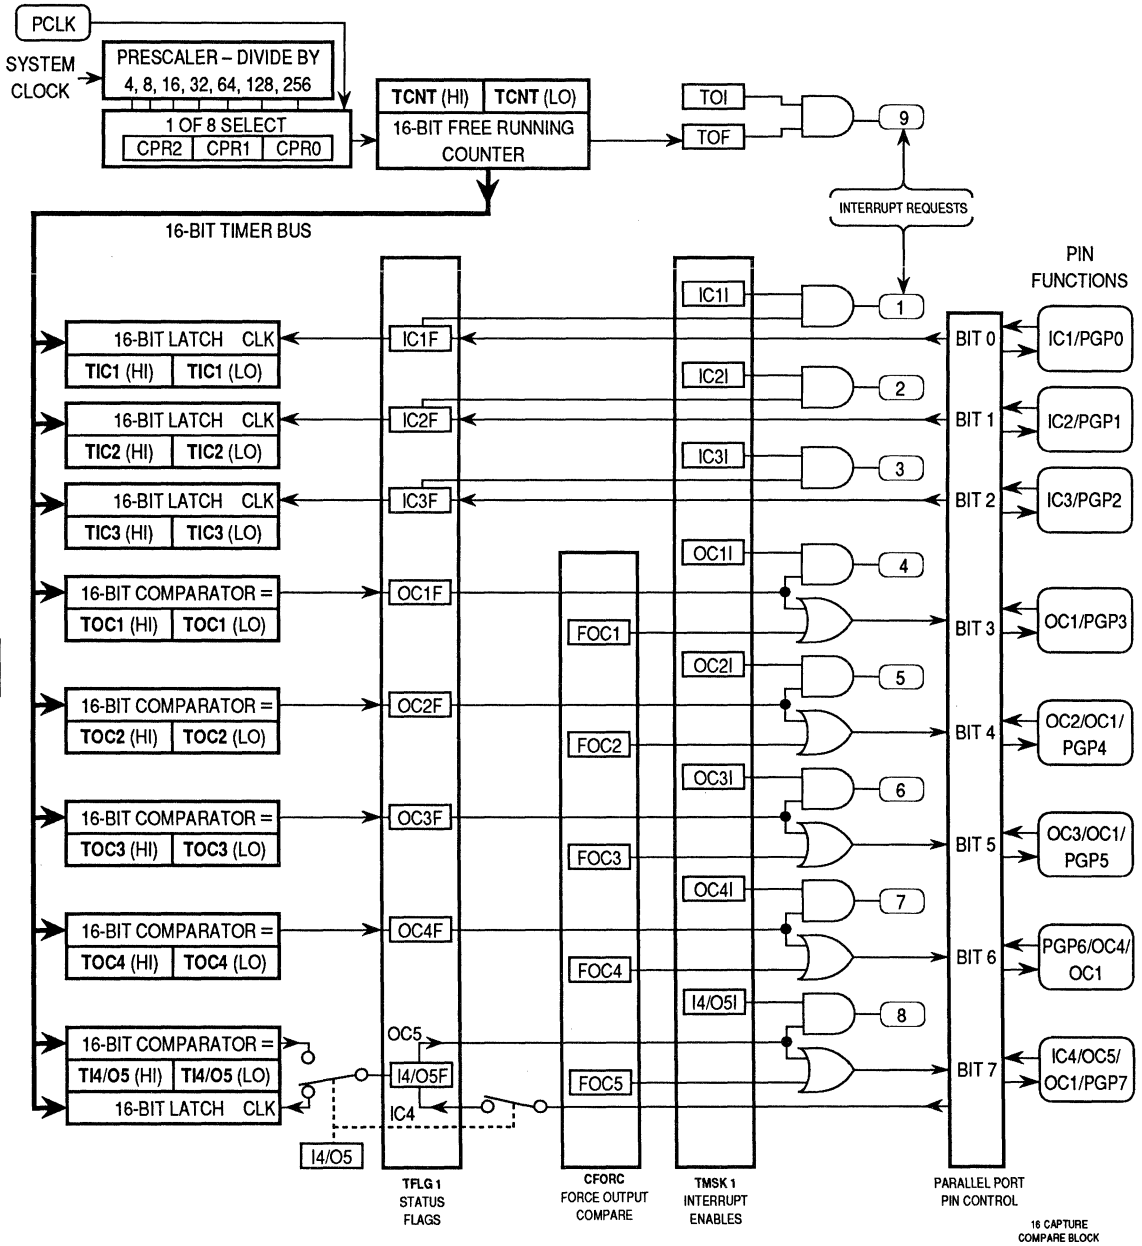 PCLK
SYSTEM
CLOCK
PRESCALER – DIVIDE BY
4, 8, 16, 32, 64, 128, 256
1 OF 8 SELECT
CPR2 CPR1 CPR0
TCNT (HI) TCNT (LO)
16-BIT FREE RUNNING
COUNTER
TOI
TOF
9
INTERRUPT REQUESTS
16-BIT TIMER BUS
PIN
FUNCTIONS
IC1I
1
16-BIT LATCH CLK
TIC1 (HI) TIC1 (LO)
IC1F
BIT 0
IC1/PGP0
IC2I
2
16-BIT LATCH CLK
TIC2 (HI) TIC2 (LO)
IC2F
BIT 1
IC2/PGP1
IC3I
3
16-BIT LATCH CLK
TIC3 (HI) TIC3 (LO)
IC3F
BIT 2
IC3/PGP2
OC1I
4
16-BIT COMPARATOR =
TOC1 (HI) TOC1 (LO)
OC1F
FOC1
BIT 3
OC1/PGP3
OC2I
5
16-BIT COMPARATOR =
TOC2 (HI) TOC2 (LO)
OC2F
FOC2
BIT 4
OC2/OC1/
PGP4
OC3I
6
16-BIT COMPARATOR =
TOC3 (HI) TOC3 (LO)
OC3F
FOC3
BIT 5
OC3/OC1/
PGP5
OC4I
7
16-BIT COMPARATOR =
TOC4 (HI) TOC4 (LO)
OC4F
FOC4
BIT 6
PGP6/OC4/
OC1
I4/O5I
8
16-BIT COMPARATOR =
TI4/O5 (HI) TI4/O5 (LO)
16-BIT LATCH CLK
OC5
I4/O5F
IC4
FOC5
BIT 7
IC4/OC5/
OC1/PGP7
I4/O5
TFLG 1
STATUS
FLAGS
CFORC
FORCE OUTPUT
COMPARE
TMSK 1
INTERRUPT
ENABLES
PARALLEL PORT
PIN CONTROL
16 CAPTURE
COMPARE BLOCK